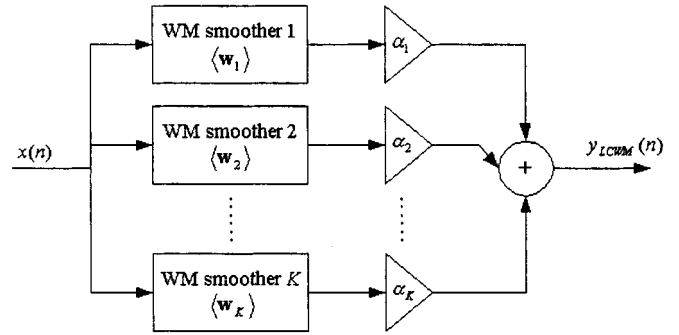 WM smoother 1
⟨w₁⟩
α₁
WM smoother 2
⟨w₂⟩
α₂
x(n)
+
y_LCWM(n)
WM smoother K
⟨w_K⟩
α_K